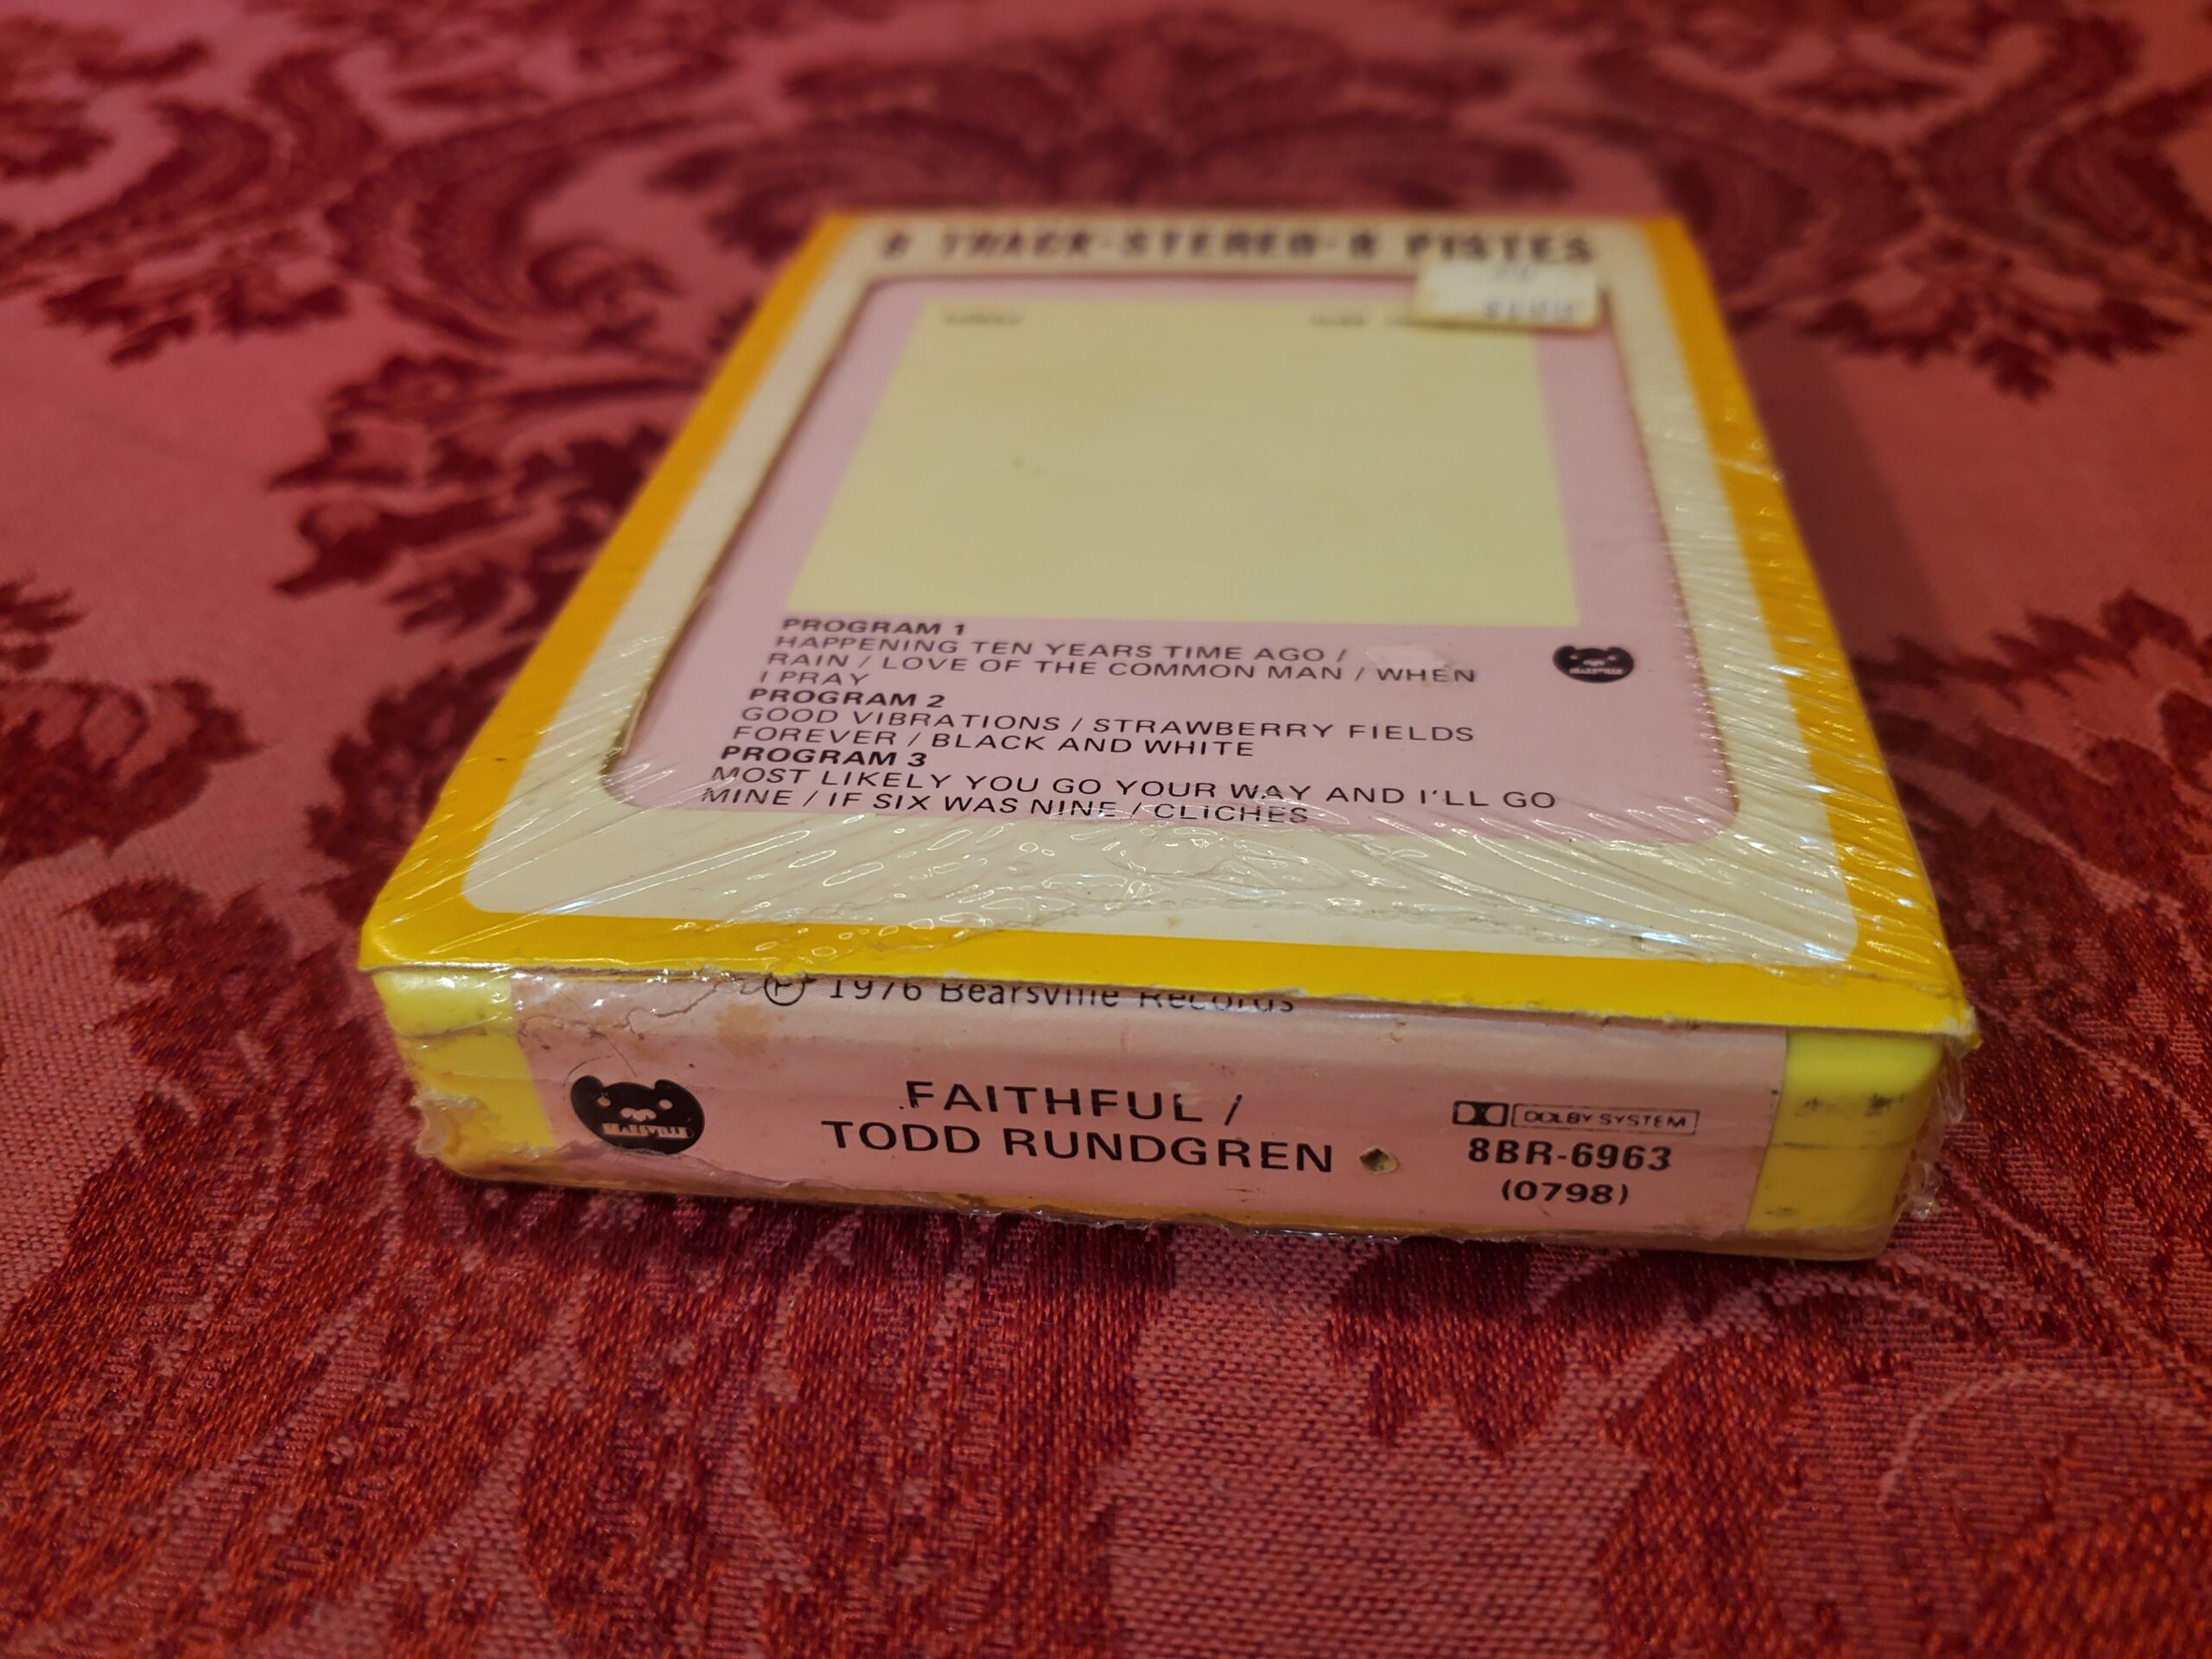 8 TRACK·STEREO·8 PISTES
PROGRAM 1
HAPPENING TEN YEARS TIME AGO /
RAIN / LOVE OF THE COMMON MAN / WHEN
I PRAY
PROGRAM 2
GOOD VIBRATIONS / STRAWBERRY FIELDS
FOREVER / BLACK AND WHITE
PROGRAM 3
MOST LIKELY YOU GO YOUR WAY AND I'LL GO
MINE / IF SIX WAS NINE / CLICHES
Ⓟ 1976 Bearsville Records
FAITHFUL /
TODD RUNDGREN
DOLBY SYSTEM
8BR-6963
(0798)